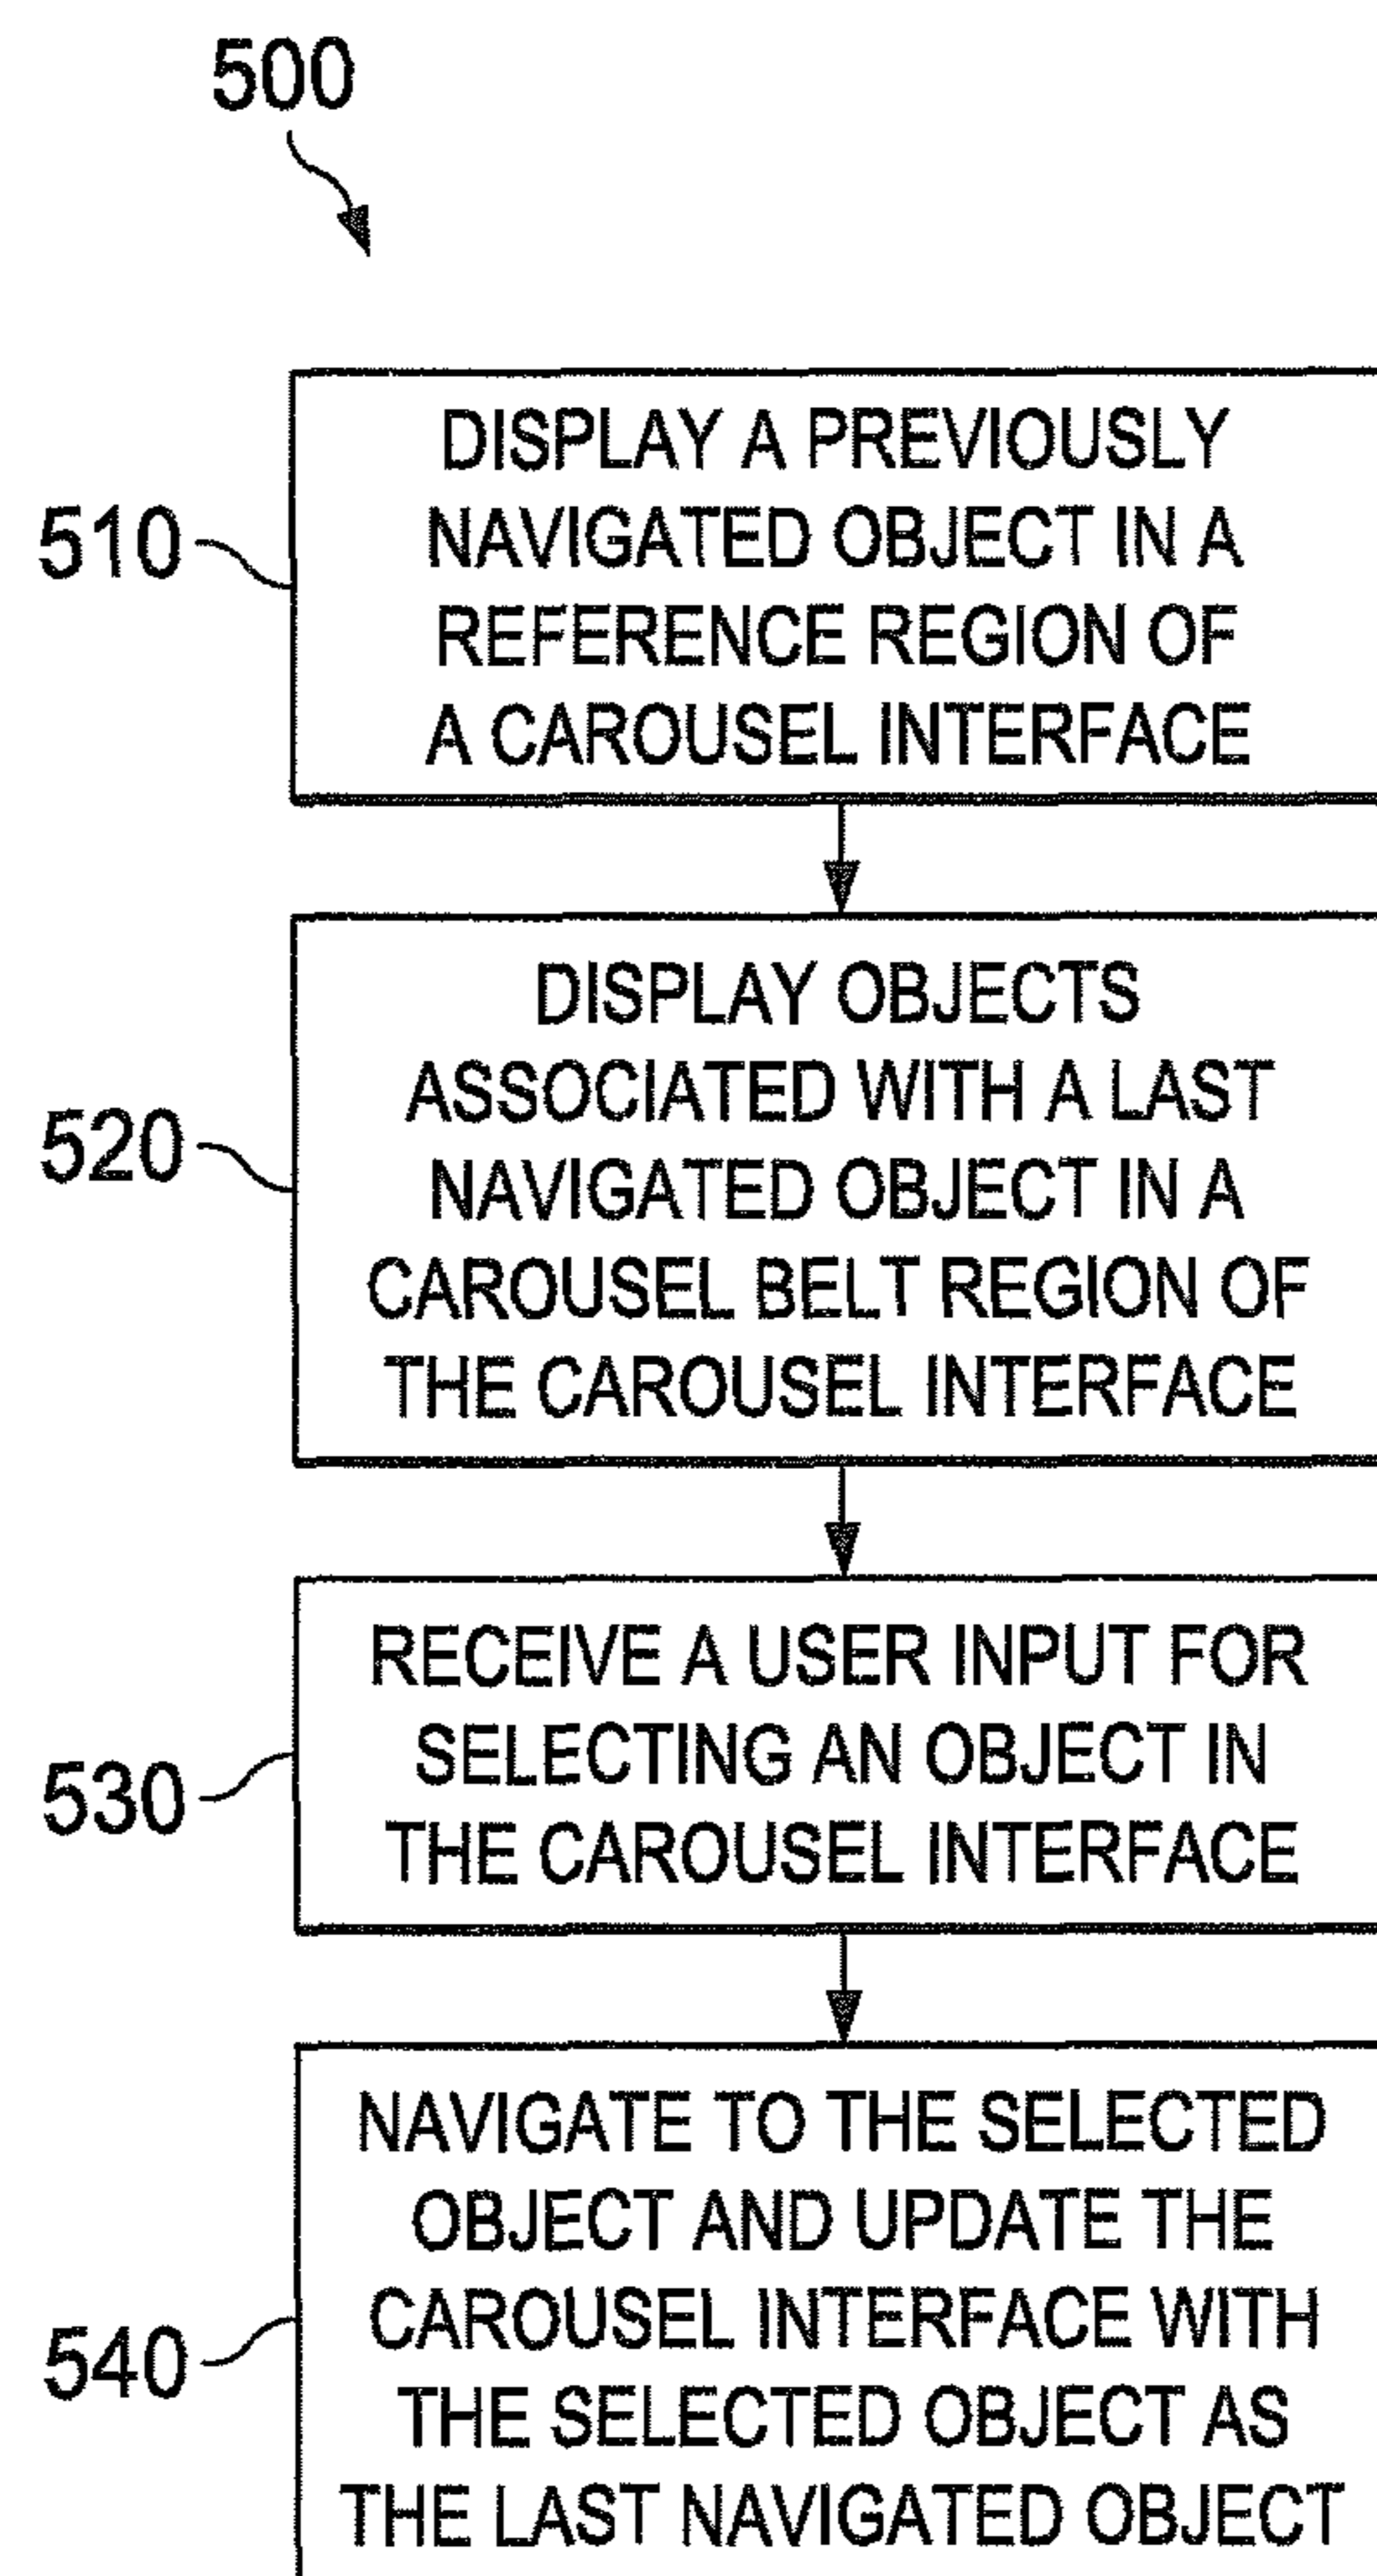 500
510
DISPLAY A PREVIOUSLY
NAVIGATED OBJECT IN A
REFERENCE REGION OF
A CAROUSEL INTERFACE
520
DISPLAY OBJECTS
ASSOCIATED WITH A LAST
NAVIGATED OBJECT IN A
CAROUSEL BELT REGION OF
THE CAROUSEL INTERFACE
530
RECEIVE A USER INPUT FOR
SELECTING AN OBJECT IN
THE CAROUSEL INTERFACE
540
NAVIGATE TO THE SELECTED
OBJECT AND UPDATE THE
CAROUSEL INTERFACE WITH
THE SELECTED OBJECT AS
THE LAST NAVIGATED OBJECT